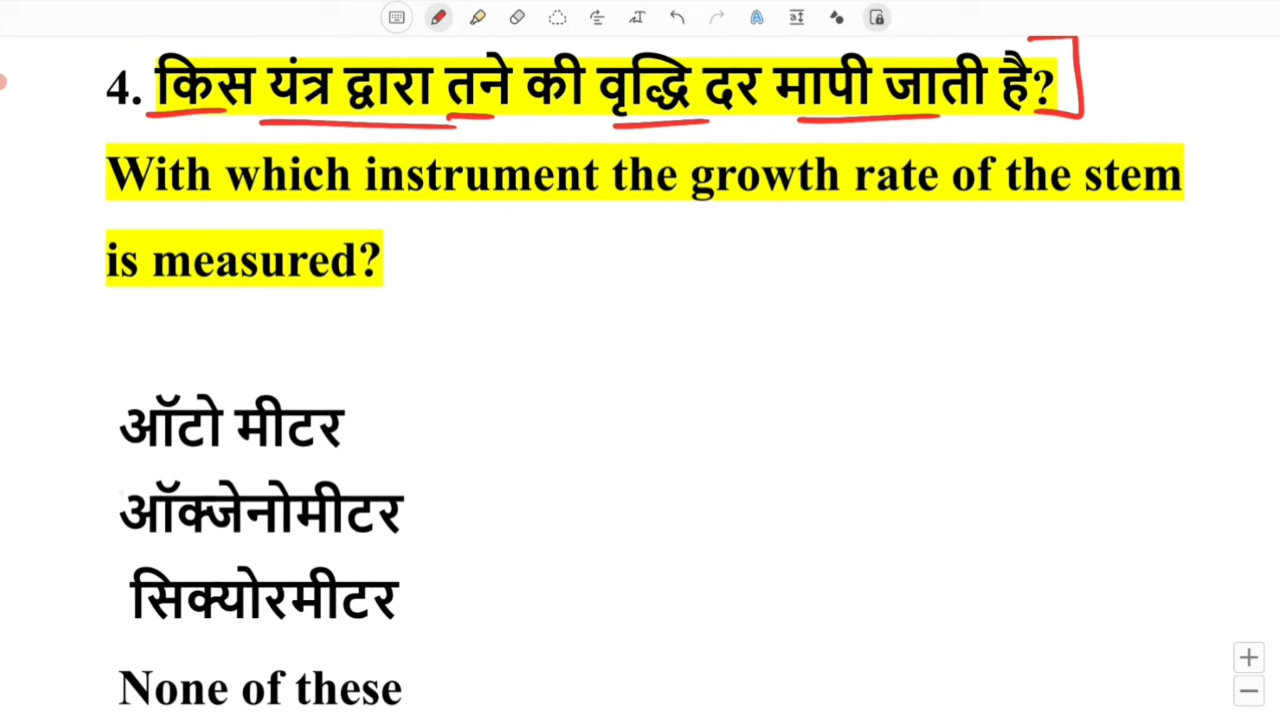 4. किस यंत्र द्वारा तने की वृद्धि दर मापी जाती है?
With which instrument the growth rate of the stem
is measured?
ऑटो मीटर
ऑक्जेनोमीटर
सिक्योरमीटर
None of these